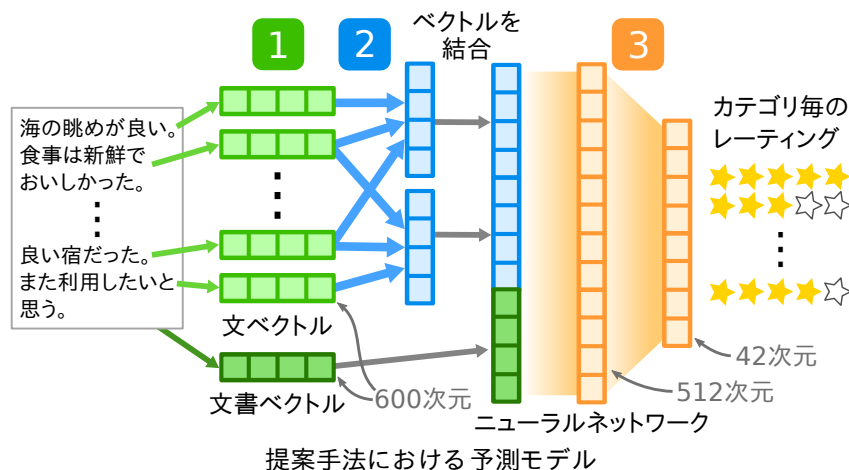 1
2
ベクトルを
結合
3
海の眺めが良い。
食事は新鮮で
おいしかった。
良い宿だった。
また利用したいと
思う。
文ベクトル
文書ベクトル
600次元
カテゴリ毎の
レーティング
42次元
512次元
ニューラルネットワーク
提案手法における予測モデル